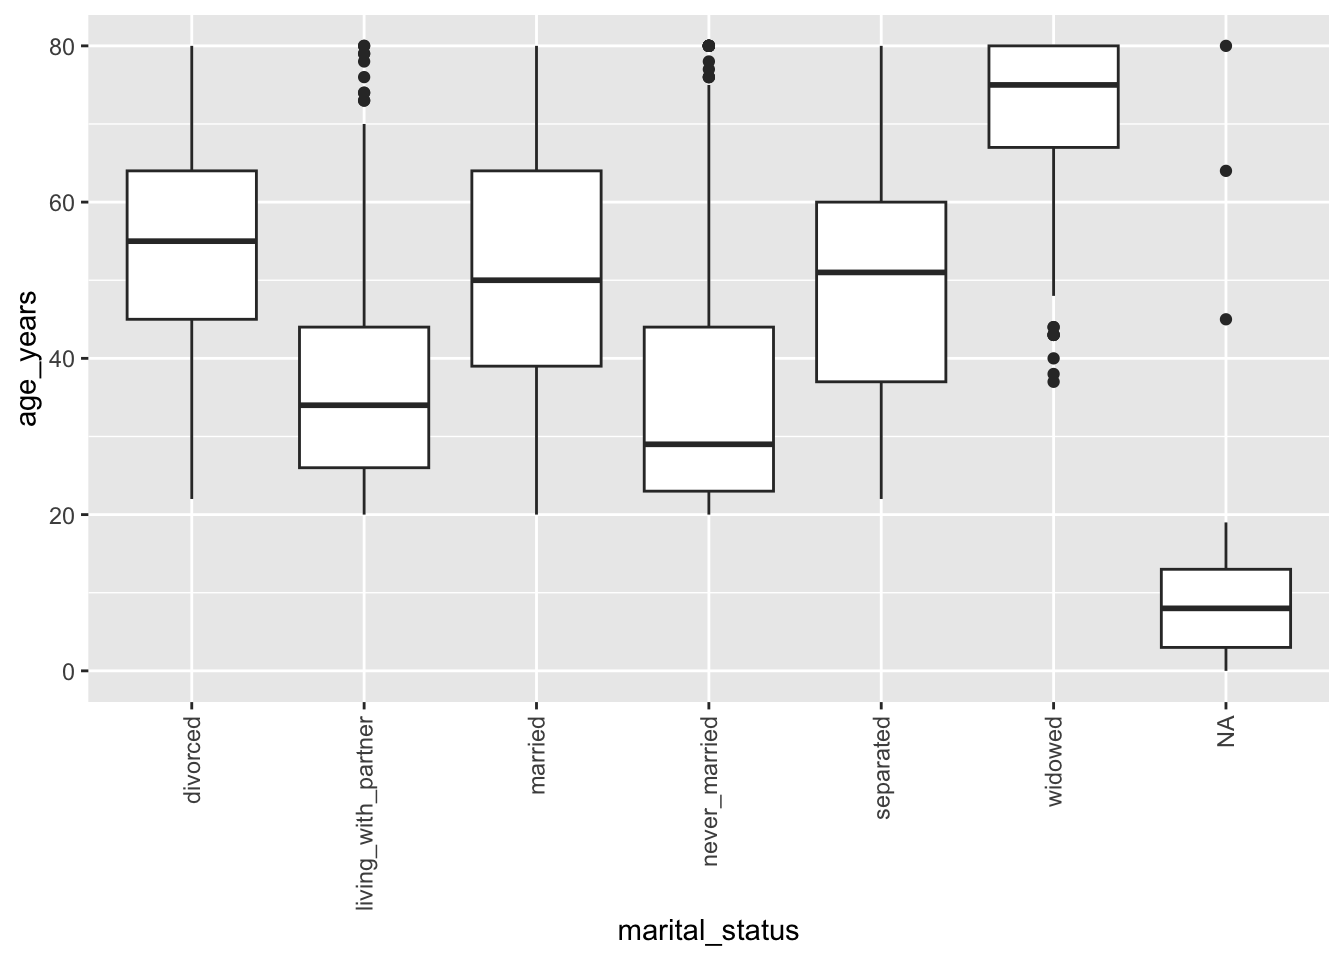 80
60
40
20
0
age_years
divorced
living_with_partner
married
never_married
separated
widowed
NA
marital_status